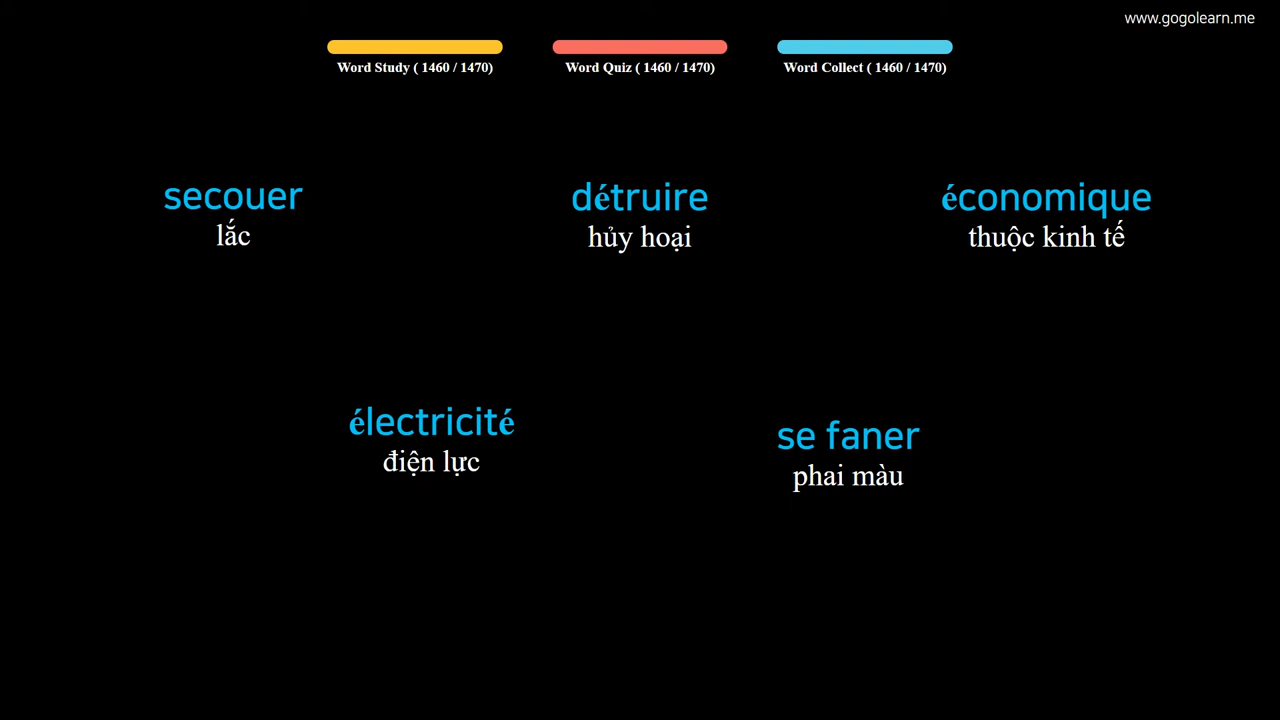 www.gogolearn.me
Word Study ( 1460 / 1470)
Word Quiz ( 1460 / 1470)
Word Collect ( 1460 / 1470)
secouer
lắc
détruire
hủy hoại
économique
thuộc kinh tế
électricité
điện lực
se faner
phai màu